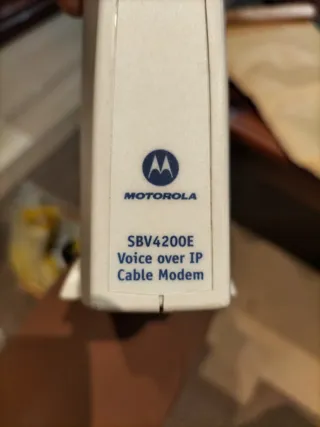 MOTOROLA
SBV4200E
Voice over IP
Cable Modem